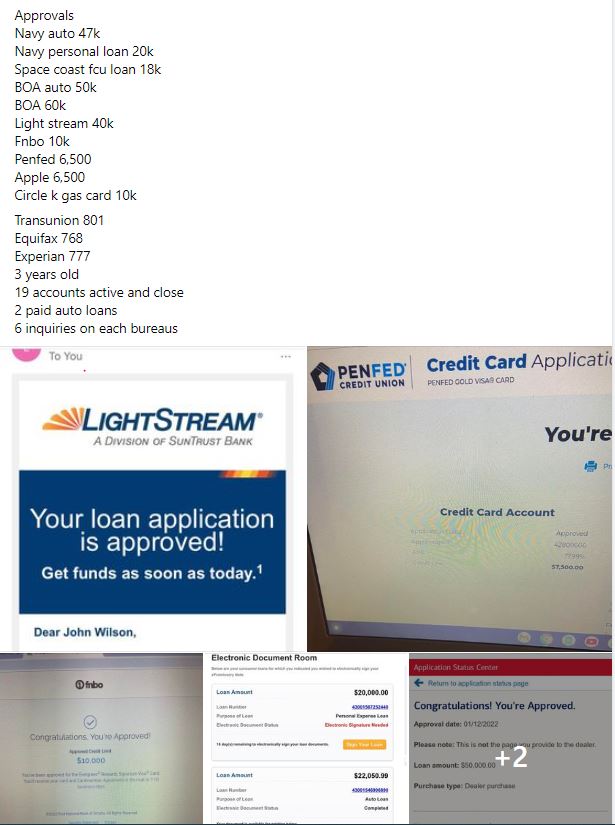 Approvals
Navy auto 47k
Navy personal loan 20k
Space coast fcu loan 18k
BOA auto 50k
BOA 60k
Light stream 40k
Fnbo 10k
Penfed 6,500
Apple 6,500
Circle k gas card 10k
Transunion 801
Equifax 768
Experian 777
3 years old
19 accounts active and close
2 paid auto loans
6 inquiries on each bureaus
To You
LIGHTSTREAM®
A DIVISION OF SUNTRUST BANK
Your loan application
is approved!
Get funds as soon as today.1
Dear John Wilson,
PENFED
CREDIT UNION
Credit Card Applicati
PENFED GOLD VISA® CARD
You're
Pr
Credit Card Account
Approved
$7,500.00
fnbo
Congratulations, You're Approved!
Approved Credit Limit
$10,000
Electronic Document Room
Loan Amount $20,000.00
Loan Number
Purpose of Loan Personal Expense Loan
Electronic Document Status Electronic Signature Needed
Sign Your Loan
Loan Amount $22,050.99
Loan Number
Purpose of Loan Auto Loan
Electronic Document Status Completed
Application Status Center
Return to application status page
Congratulations! You're Approved.
Approval date: 01/12/2022
Please note: This is not the page you provide to the dealer.
Loan amount: $50,000.00
+2
Purchase type: Dealer purchase